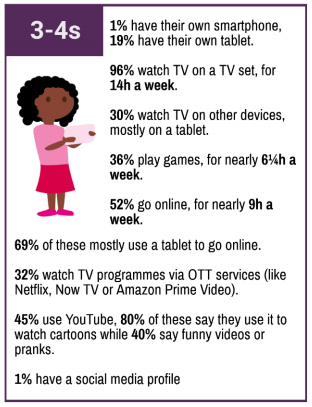 3-4s
1% have their own smartphone,
19% have their own tablet.
96% watch TV on a TV set, for
14h a week.
30% watch TV on other devices,
mostly on a tablet.
36% play games, for nearly 6¼h a
week.
52% go online, for nearly 9h a
week.
69% of these mostly use a tablet to go online.
32% watch TV programmes via OTT services (like
Netflix, Now TV or Amazon Prime Video).
45% use YouTube, 80% of these say they use it to
watch cartoons while 40% say funny videos or
pranks.
1% have a social media profile